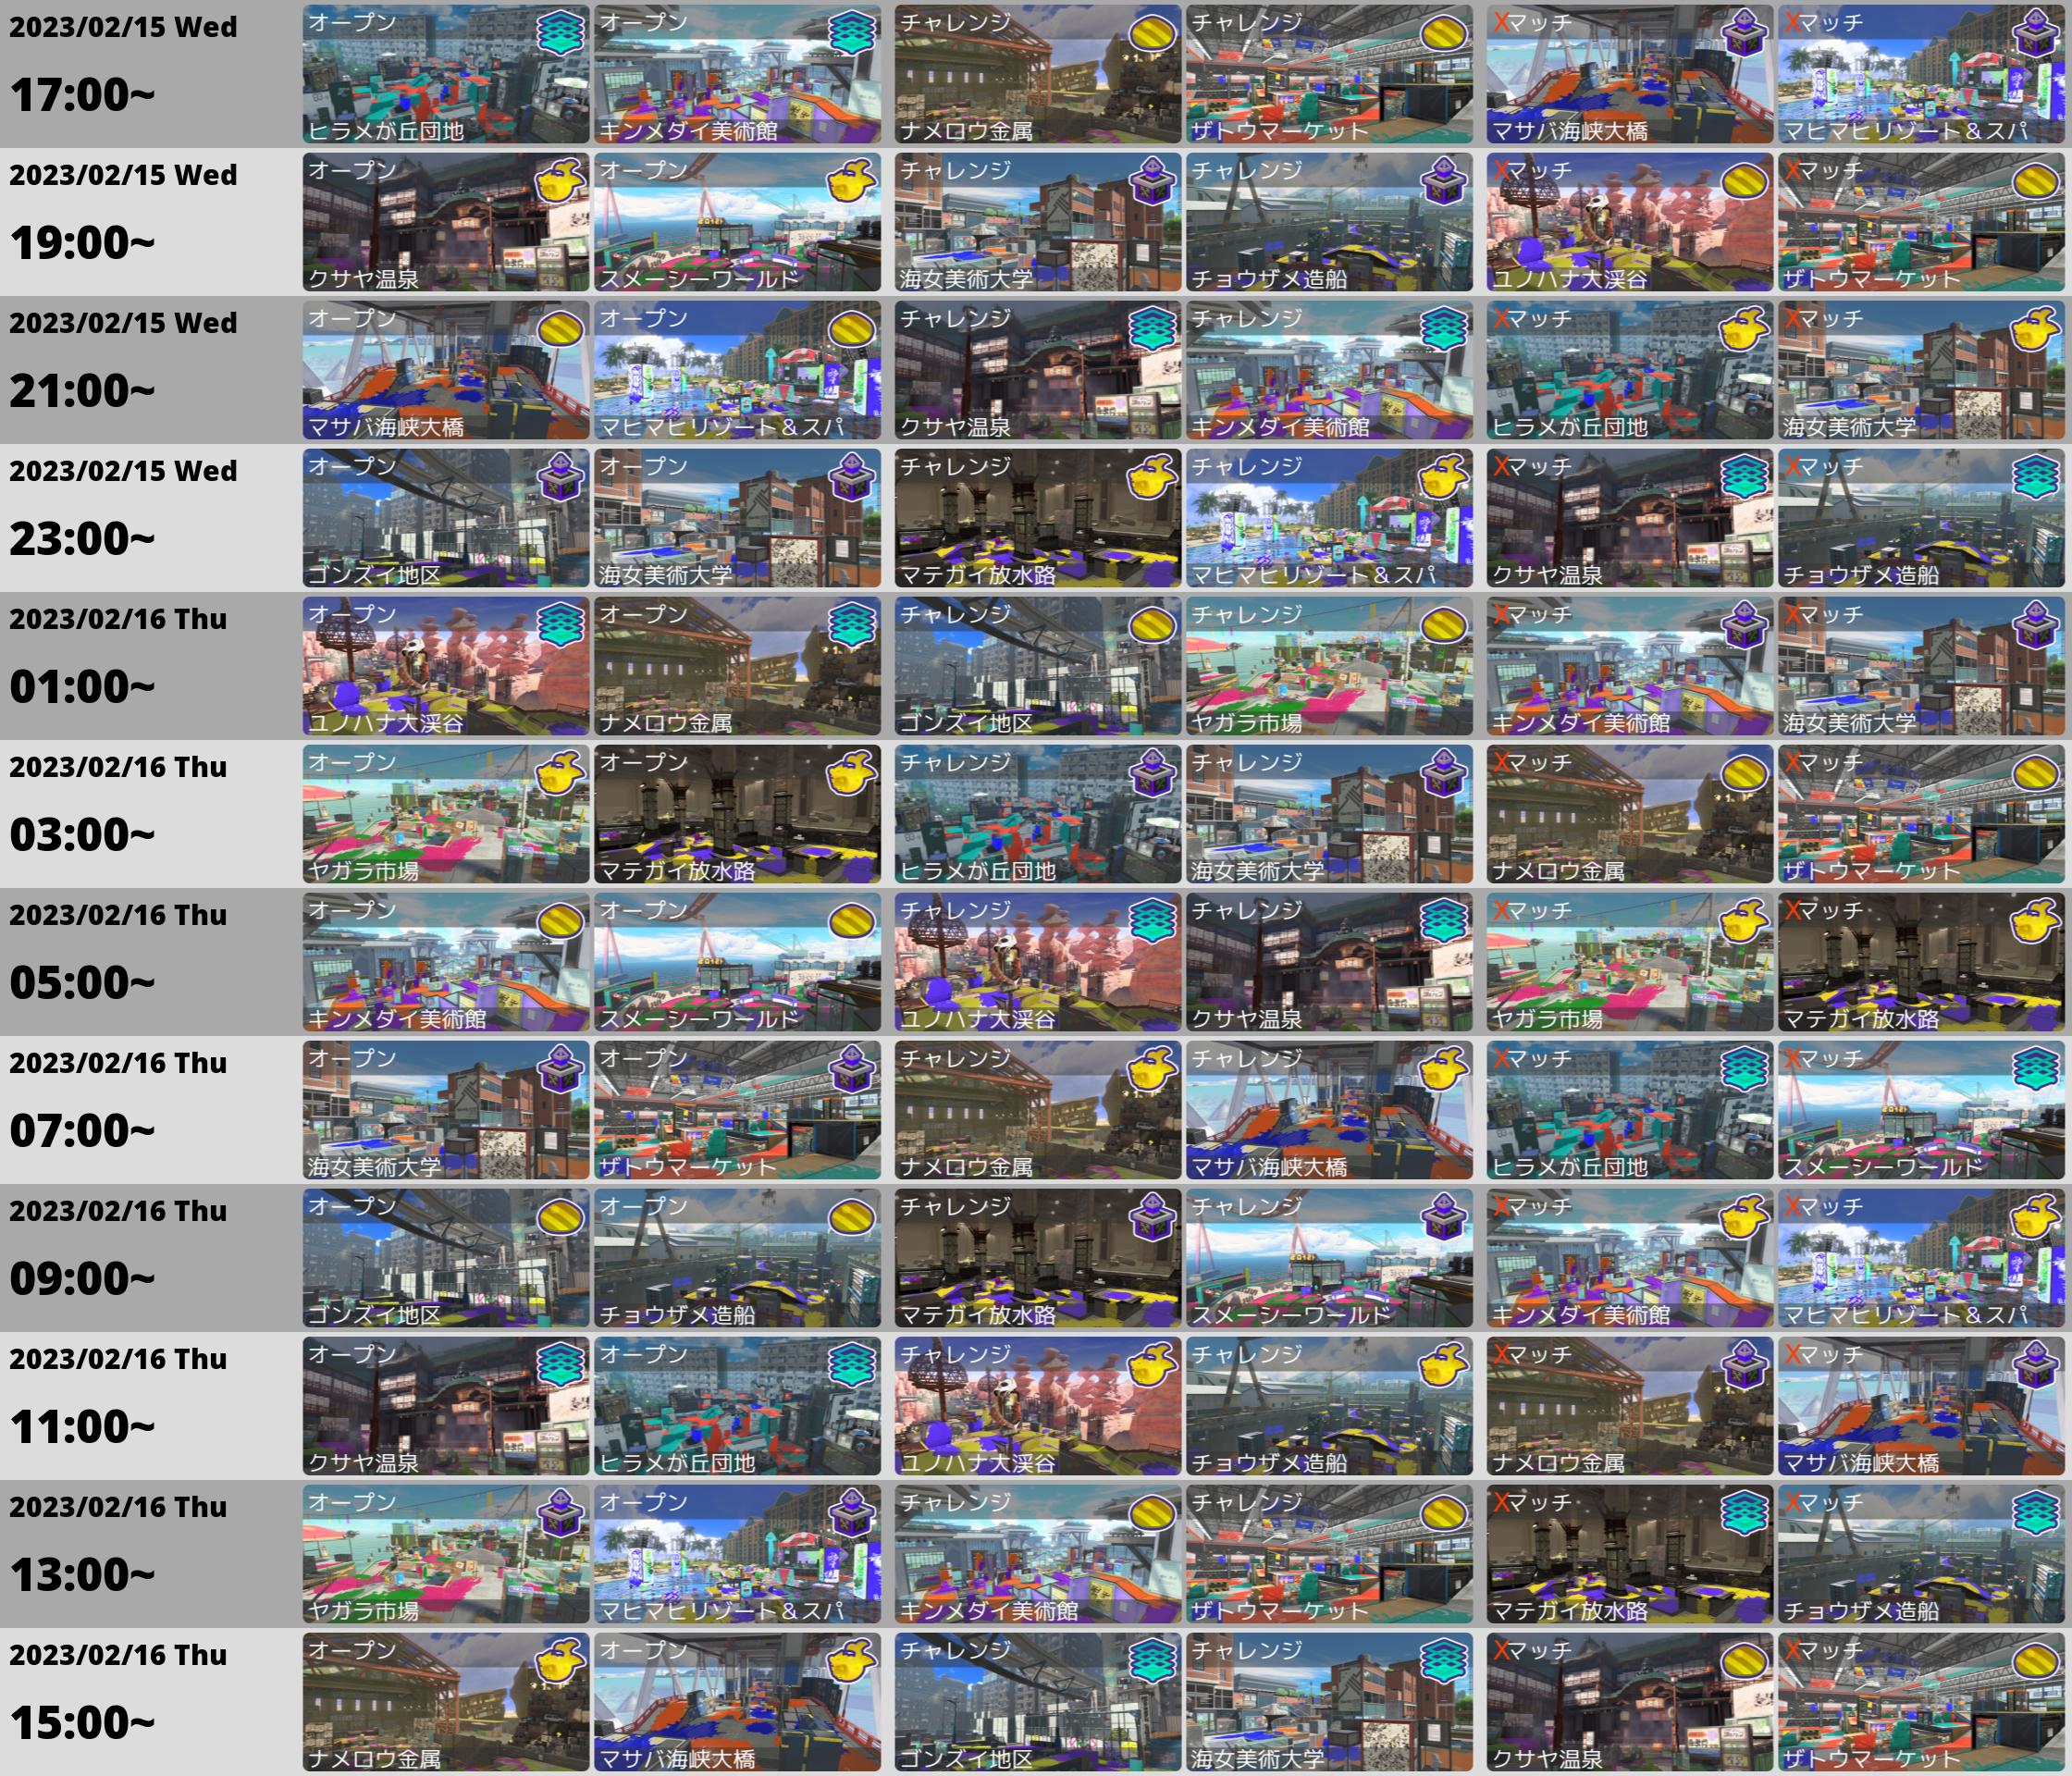 2023/02/15 Wed
17:00~
オープン オープン チャレンジ チャレンジ Xマッチ Xマッチ
ヒラメが丘団地 キンメダイ美術館 ナメロウ金属 ザトウマーケット マサバ海峡大橋 マヒマヒリゾート＆スパ
2023/02/15 Wed
19:00~
オープン オープン チャレンジ チャレンジ Xマッチ Xマッチ
クサヤ温泉 スメーシーワールド 海女美術大学 チョウザメ造船 ユノハナ大渓谷 ザトウマーケット
2023/02/15 Wed
21:00~
オープン オープン チャレンジ チャレンジ Xマッチ Xマッチ
マサバ海峡大橋 マヒマヒリゾート＆スパ クサヤ温泉 キンメダイ美術館 ヒラメが丘団地 海女美術大学
2023/02/15 Wed
23:00~
オープン オープン チャレンジ チャレンジ Xマッチ Xマッチ
ゴンズイ地区 海女美術大学 マテガイ放水路 マヒマヒリゾート＆スパ クサヤ温泉 チョウザメ造船
2023/02/16 Thu
01:00~
オープン オープン チャレンジ チャレンジ Xマッチ Xマッチ
ユノハナ大渓谷 ナメロウ金属 ゴンズイ地区 ヤガラ市場 キンメダイ美術館 海女美術大学
2023/02/16 Thu
03:00~
オープン オープン チャレンジ チャレンジ Xマッチ Xマッチ
ヤガラ市場 マテガイ放水路 ヒラメが丘団地 海女美術大学 ナメロウ金属 ザトウマーケット
2023/02/16 Thu
05:00~
オープン オープン チャレンジ チャレンジ Xマッチ Xマッチ
キンメダイ美術館 スメーシーワールド ユノハナ大渓谷 クサヤ温泉 ヤガラ市場 マテガイ放水路
2023/02/16 Thu
07:00~
オープン オープン チャレンジ チャレンジ Xマッチ Xマッチ
海女美術大学 ザトウマーケット ナメロウ金属 マサバ海峡大橋 ヒラメが丘団地 スメーシーワールド
2023/02/16 Thu
09:00~
オープン オープン チャレンジ チャレンジ Xマッチ Xマッチ
ゴンズイ地区 チョウザメ造船 マテガイ放水路 スメーシーワールド キンメダイ美術館 マヒマヒリゾート＆スパ
2023/02/16 Thu
11:00~
オープン オープン チャレンジ チャレンジ Xマッチ Xマッチ
クサヤ温泉 ヒラメが丘団地 ユノハナ大渓谷 チョウザメ造船 ナメロウ金属 マサバ海峡大橋
2023/02/16 Thu
13:00~
オープン オープン チャレンジ チャレンジ Xマッチ Xマッチ
ヤガラ市場 マヒマヒリゾート＆スパ キンメダイ美術館 ザトウマーケット マテガイ放水路 チョウザメ造船
2023/02/16 Thu
15:00~
オープン オープン チャレンジ チャレンジ Xマッチ Xマッチ
ナメロウ金属 マサバ海峡大橋 ゴンズイ地区 海女美術大学 クサヤ温泉 ザトウマーケット